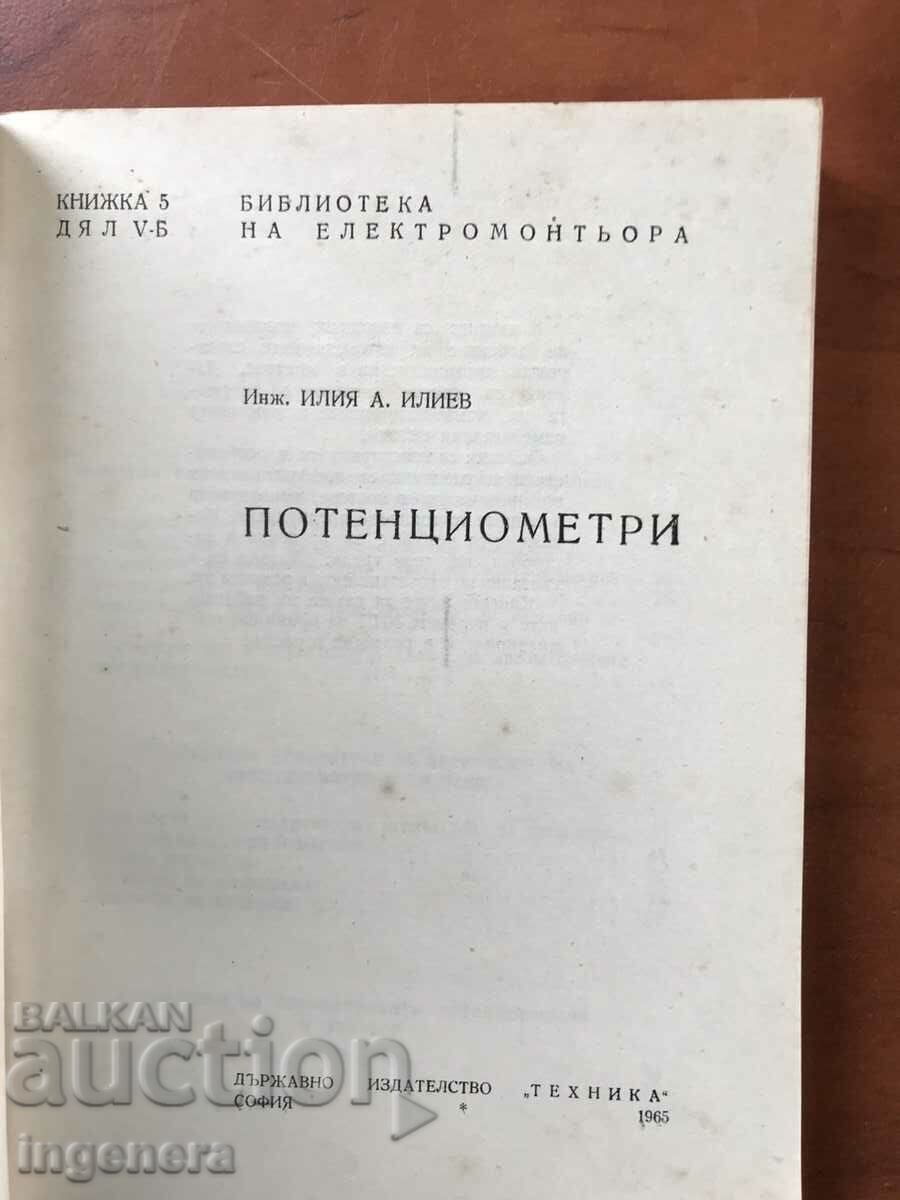 КНИЖКА 5
ДЯЛ V-Б
БИБЛИОТЕКА
НА ЕЛЕКТРОМОНТЬОРА
Инж. ИЛИЯ А. ИЛИЕВ
ПОТЕНЦИОМЕТРИ
ДЪРЖАВНО ИЗДАТЕЛСТВО „ТЕХНИКА“
СОФИЯ * 1965
BALKAN
auction
ingenera